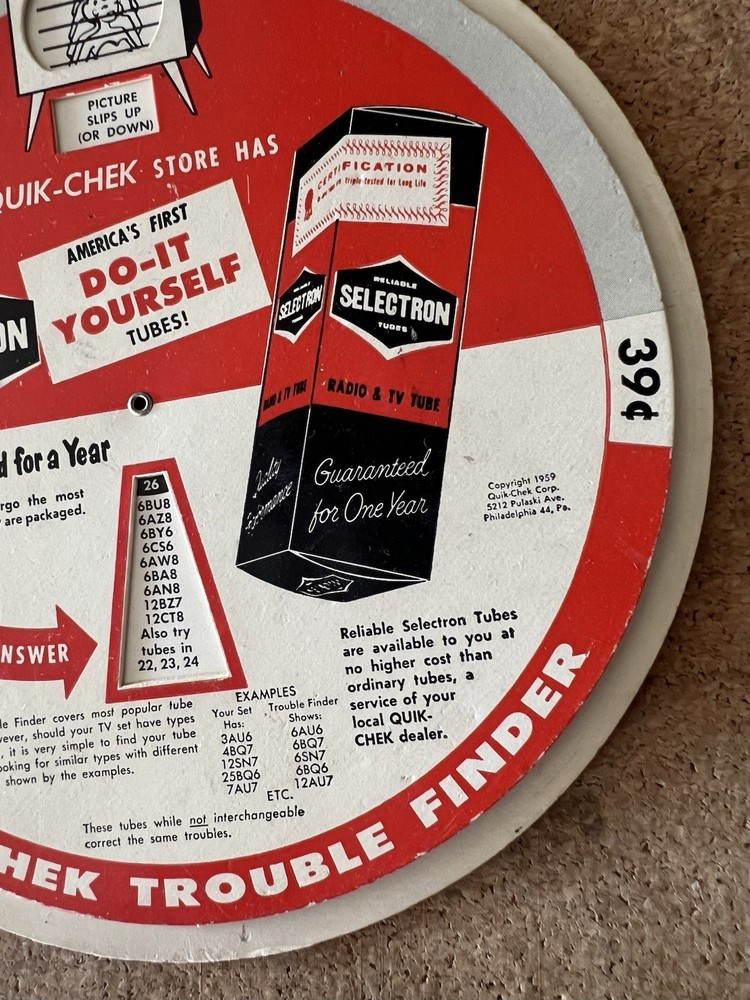 PICTURE
SLIPS UP
(OR DOWN)
QUIK-CHEK STORE HAS
AMERICA'S FIRST
DO-IT
YOURSELF
TUBES!
ON
CERTIFICATION
Triple-tested for Long Life
RELIABLE
SELECTRON
TUBES
SELECTRON
RADIO & TV TUBE
RADIO & TV TUBE
Guaranteed
for One Year
39¢
Copyright 1959
Quik-Chek Corp.
5212 Pulaski Ave.
Philadelphia 44, Pa.
d for a Year
rgo the most
are packaged.
26
6BU8
6AZ8
6BY6
6CS6
6AW8
6BA8
6AN8
12BZ7
12CT8
Also try
tubes in
22, 23, 24
NSWER
Reliable Selectron Tubes
are available to you at
no higher cost than
ordinary tubes, a
service of your
local QUIK-
CHEK dealer.
le Finder covers most popular tube
ever, should your TV set have types
, it is very simple to find your tube
ooking for similar types with different
shown by the examples.
EXAMPLES
Your Set Trouble Finder
Has: Shows:
3AU6 6AU6
4BQ7 6BQ7
12SN7 6SN7
25BQ6 6BQ6
7AU7 12AU7
ETC.
These tubes while not interchangeable
correct the same troubles.
HEK TROUBLE FINDER